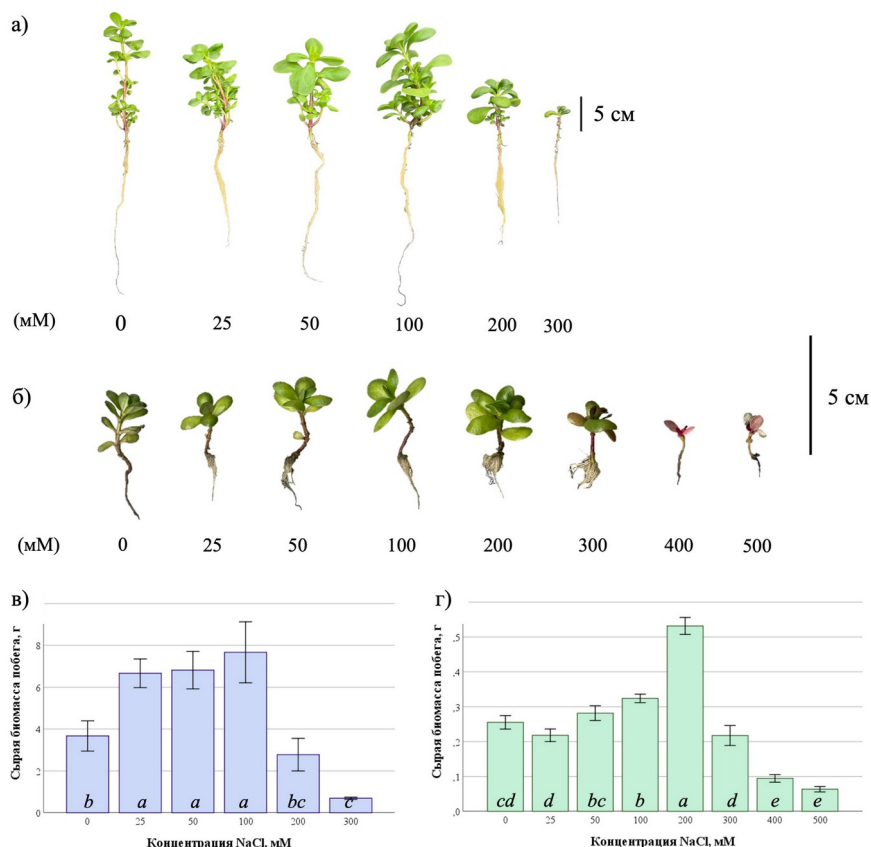 а)
5 см
(мМ) 0 25 50 100 200 300
б)
5 см
(мМ) 0 25 50 100 200 300 400 500
в)
Сырая биомасса побега, г
8
6
4
2
0
b a a a bc c
0 25 50 100 200 300
Концентрация NaCl, мМ
г)
Сырая биомасса побега, г
,5
,4
,3
,2
,1
,0
cd d bc b a d e e
0 25 50 100 200 300 400 500
Концентрация NaCl, мМ